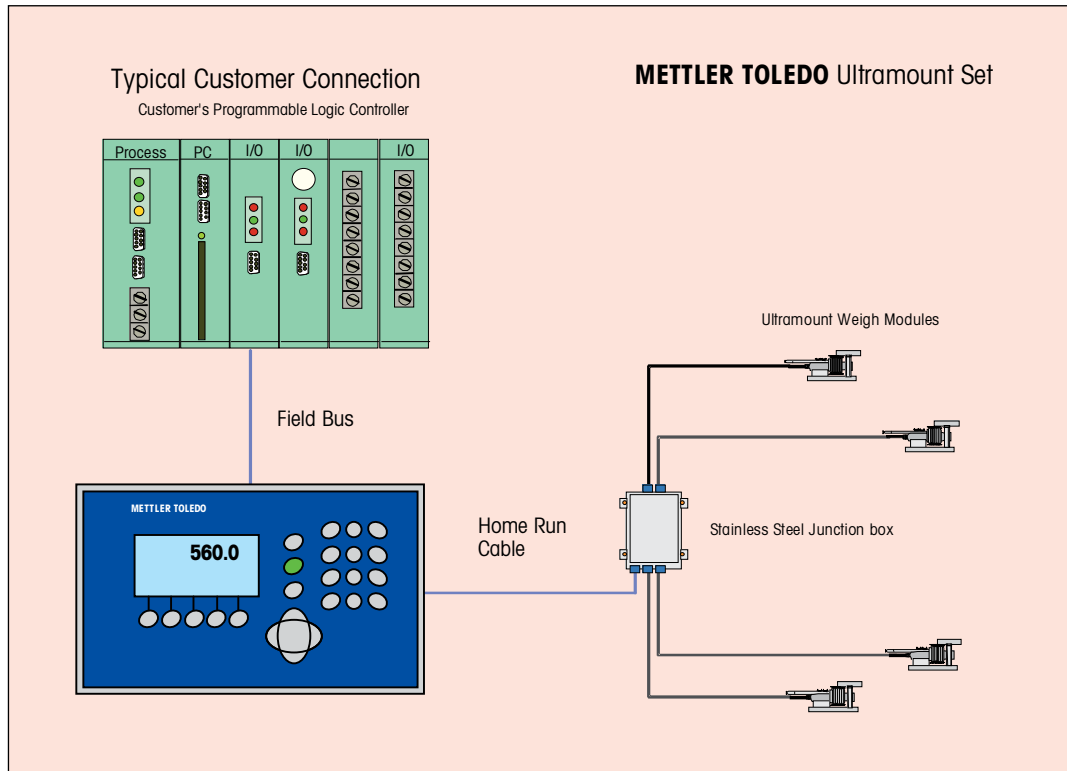 Typical Customer Connection
Customer's Programmable Logic Controller
METTLER TOLEDO Ultramount Set
Process PC I/O I/O I/O
Ultramount Weigh Modules
Field Bus
METTLER TOLEDO
560.0
Home Run
Cable
Stainless Steel Junction box